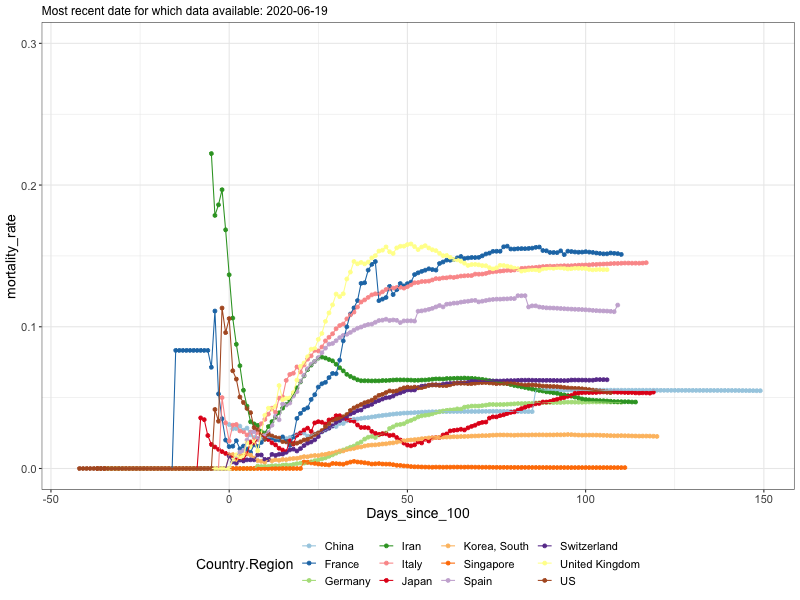 Most recent date for which data available: 2020-06-19
0.3
0.2
0.1
0.0
mortality_rate
-50 0 50 100 150
Days_since_100
Country.Region
China Iran Korea, South Switzerland
France Italy Singapore United Kingdom
Germany Japan Spain US